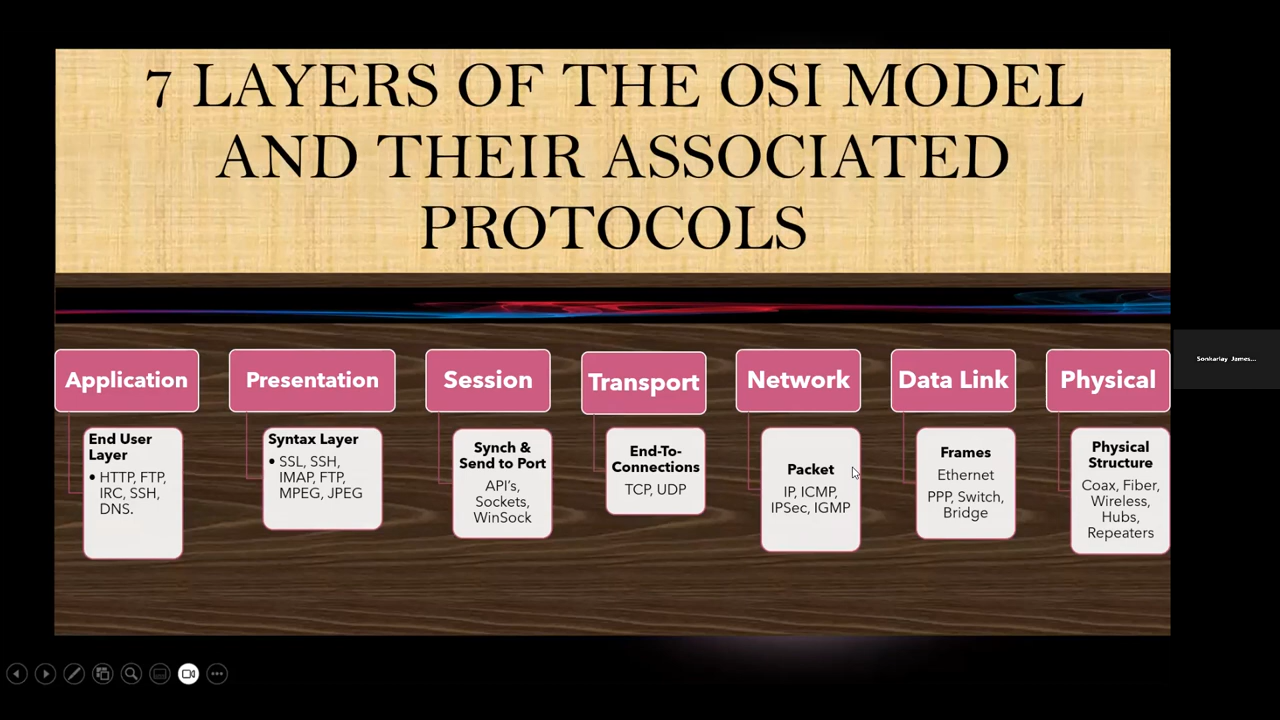 7 LAYERS OF THE OSI MODEL
AND THEIR ASSOCIATED
PROTOCOLS
Application
End User
Layer
• HTTP, FTP,
IRC, SSH,
DNS.
Presentation
Syntax Layer
• SSL, SSH,
IMAP, FTP,
MPEG, JPEG
Session
Synch &
Send to Port
API's,
Sockets,
WinSock
Transport
End-To-
Connections
TCP, UDP
Network
Packet
IP, ICMP,
IPSec, IGMP
Data Link
Frames
Ethernet
PPP, Switch,
Bridge
Physical
Physical
Structure
Coax, Fiber,
Wireless,
Hubs,
Repeaters
Sonkarlay James...